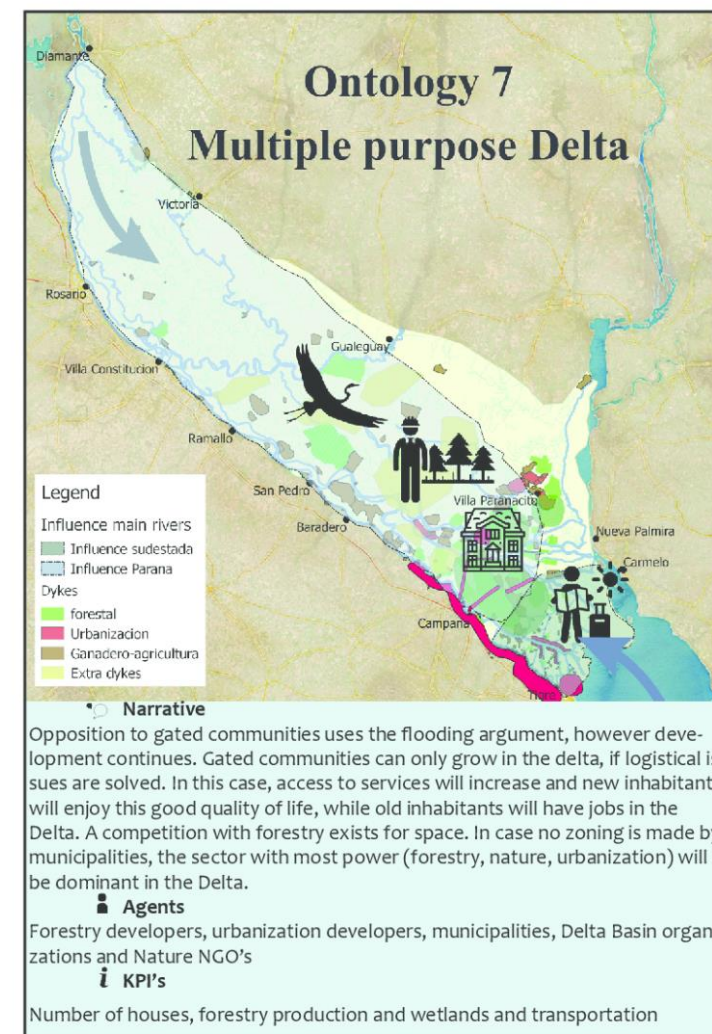 Diamante
Ontology 7
Multiple purpose Delta
Victoria
Rosario
Gualeguay
Villa Constitucion
Ramallo
San Pedro
Villa Paranacito
Baradero
Nueva Palmira
Carmelo
Campana
Tigre
Legend
Influence main rivers
Influence sudestada
Influence Parana
Dykes
forestal
Urbanizacion
Ganadero-agricultura
Extra dykes
Narrative
Opposition to gated communities uses the flooding argument, however deve-
lopment continues. Gated communities can only grow in the delta, if logistical is
sues are solved. In this case, access to services will increase and new inhabitant
will enjoy this good quality of life, while old inhabitants will have jobs in the
Delta. A competition with forestry exists for space. In case no zoning is made by
municipalities, the sector with most power (forestry, nature, urbanization) will
be dominant in the Delta.
Agents
Forestry developers, urbanization developers, municipalities, Delta Basin organ
zations and Nature NGO's
i KPI's
Number of houses, forestry production and wetlands and transportation